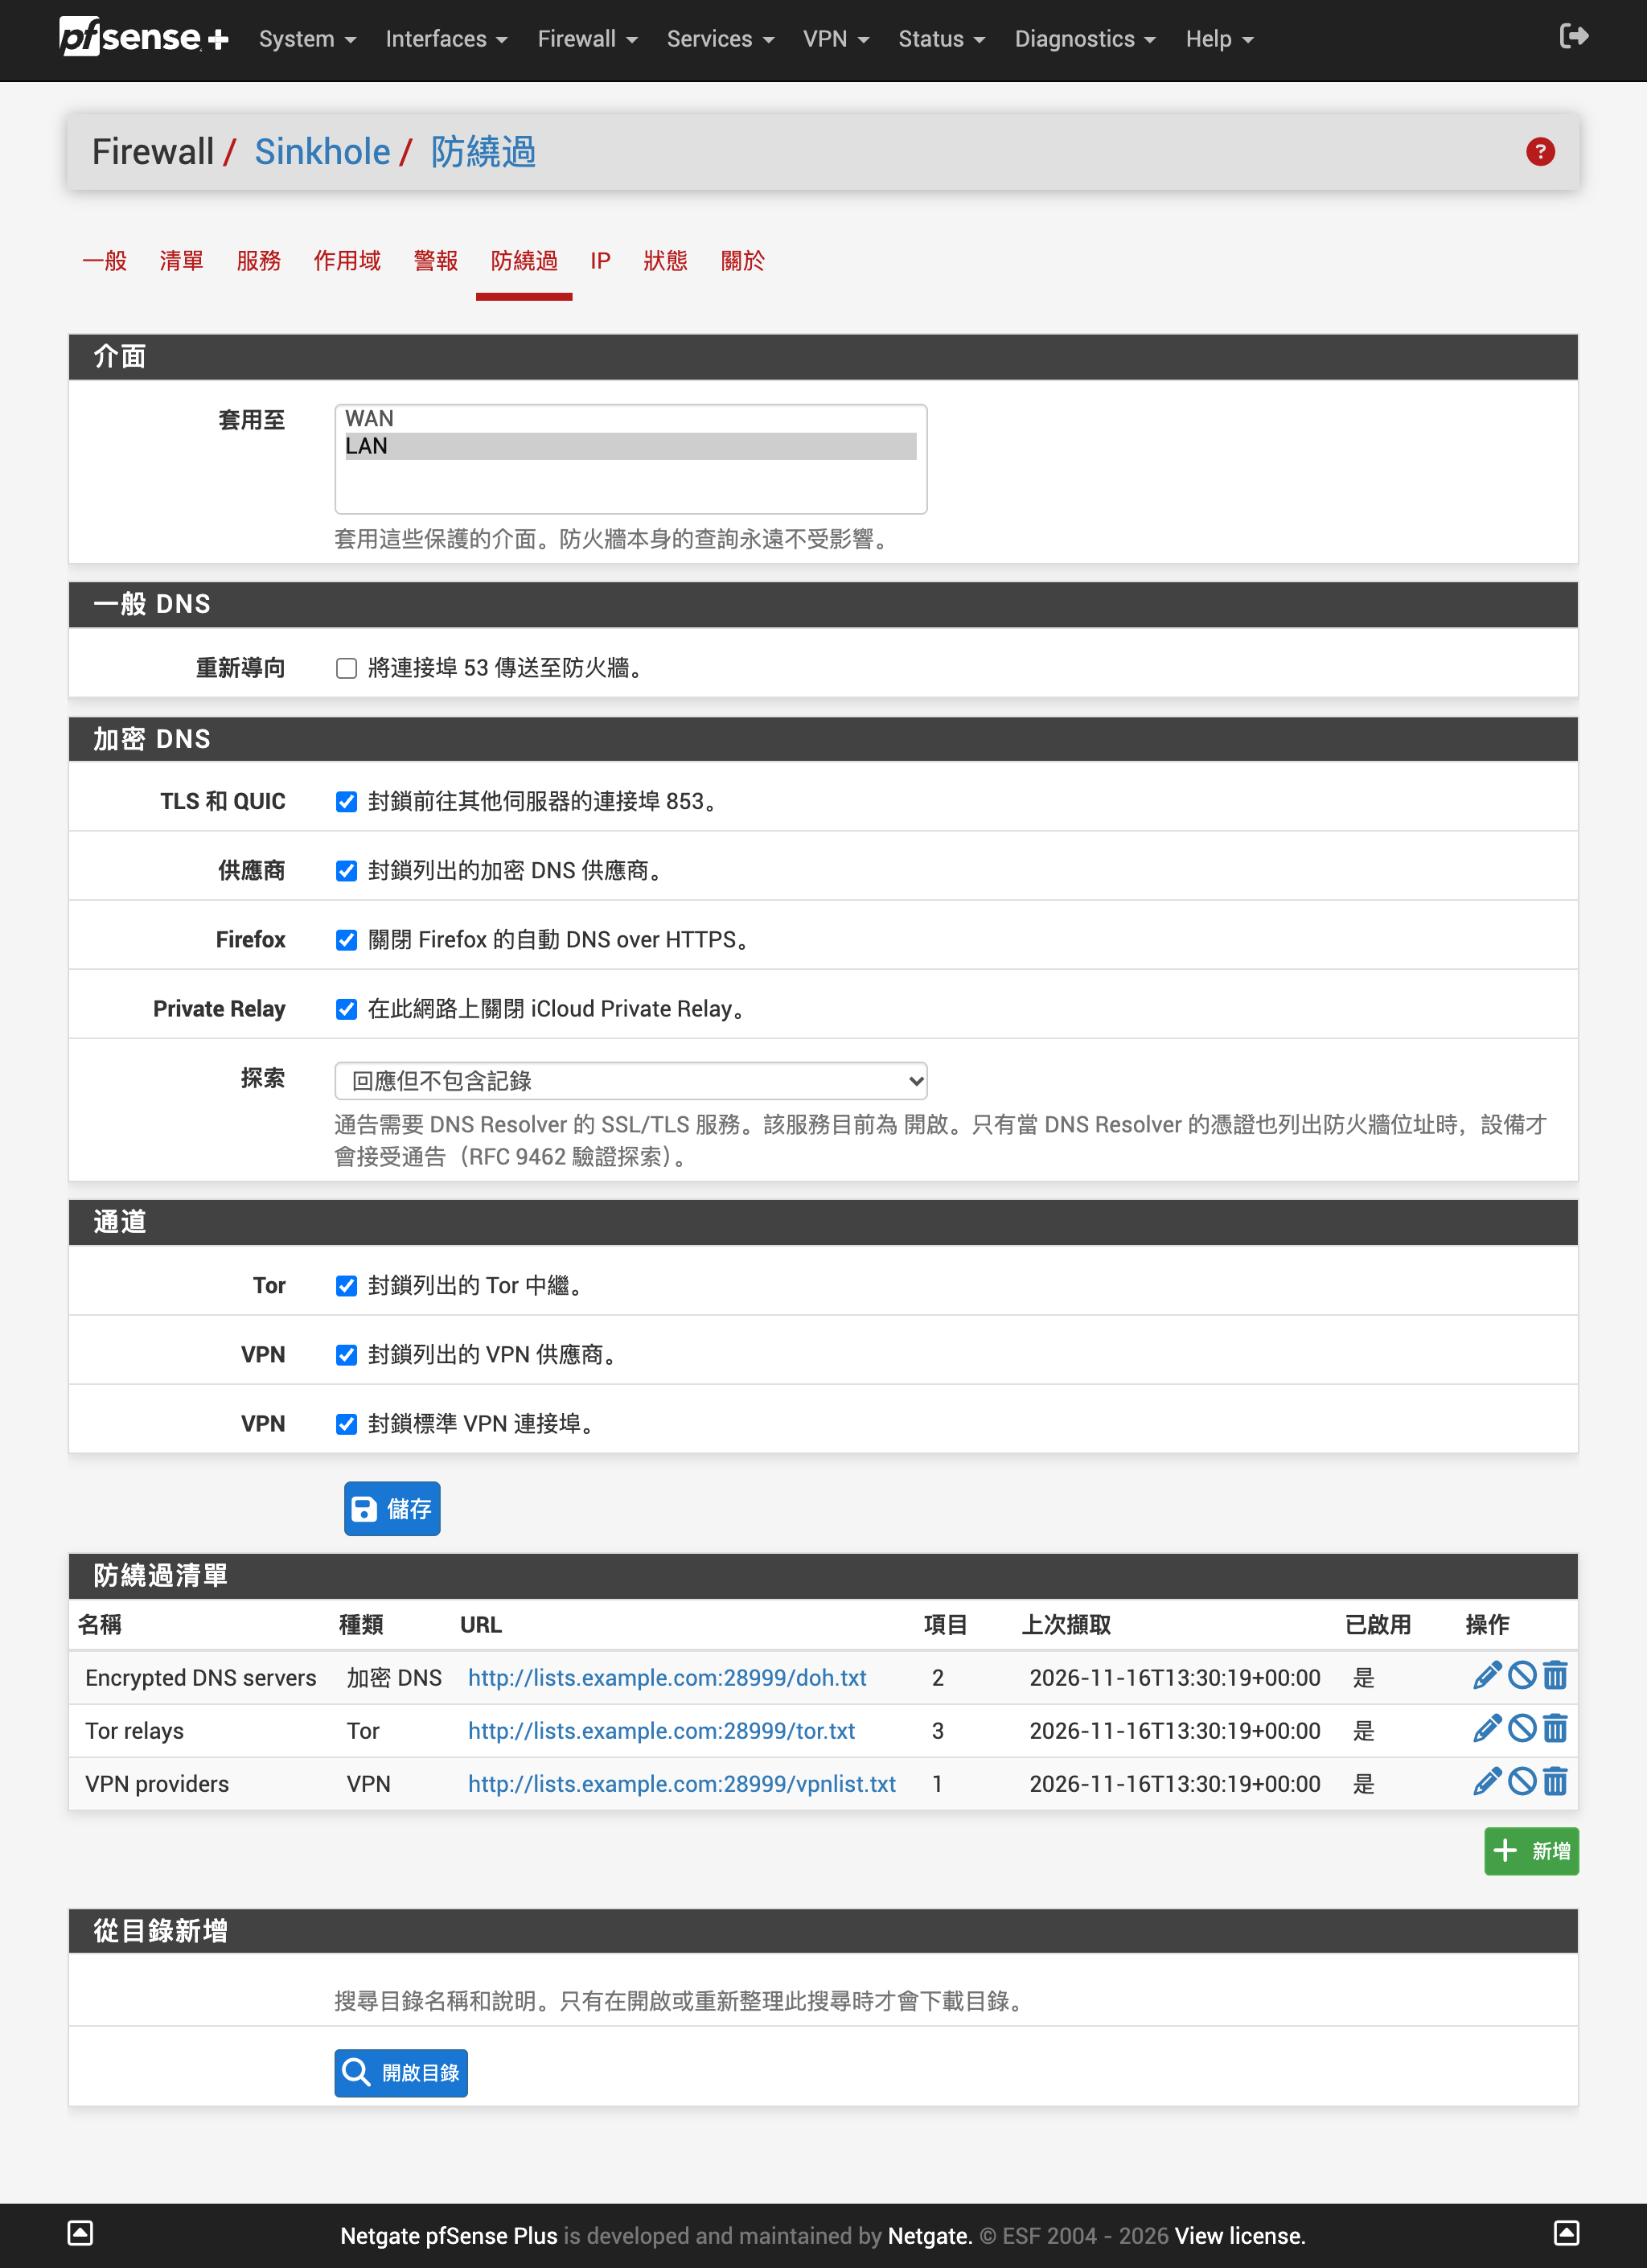 pfsense + System Interfaces Firewall Services VPN Status Diagnostics Help
Firewall / Sinkhole / 防繞過 ?
一般 清單 服務 作用域 警報 防繞過 IP 狀態 關於
介面
套用至
WAN
LAN
套用這些保護的介面。防火牆本身的查詢永遠不受影響。
一般 DNS
重新導向 將連接埠 53 傳送至防火牆。
加密 DNS
TLS 和 QUIC 封鎖前往其他伺服器的連接埠 853。
供應商 封鎖列出的加密 DNS 供應商。
Firefox 關閉 Firefox 的自動 DNS over HTTPS。
Private Relay 在此網路上關閉 iCloud Private Relay。
探索 回應但不包含記錄
通告需要 DNS Resolver 的 SSL/TLS 服務。該服務目前為 開啟。只有當 DNS Resolver 的憑證也列出防火牆位址時，設備才
會接受通告（RFC 9462 驗證探索）。
通道
Tor 封鎖列出的 Tor 中繼。
VPN 封鎖列出的 VPN 供應商。
VPN 封鎖標準 VPN 連接埠。
儲存
防繞過清單
名稱 種類 URL 項目 上次擷取 已啟用 操作
Encrypted DNS servers 加密 DNS http://lists.example.com:28999/doh.txt 2 2026-11-16T13:30:19+00:00 是
Tor relays Tor http://lists.example.com:28999/tor.txt 3 2026-11-16T13:30:19+00:00 是
VPN providers VPN http://lists.example.com:28999/vpnlist.txt 1 2026-11-16T13:30:19+00:00 是
新增
從目錄新增
搜尋目錄名稱和說明。只有在開啟或重新整理此搜尋時才會下載目錄。
開啟目錄
Netgate pfSense Plus is developed and maintained by Netgate. © ESF 2004 - 2026 View license.